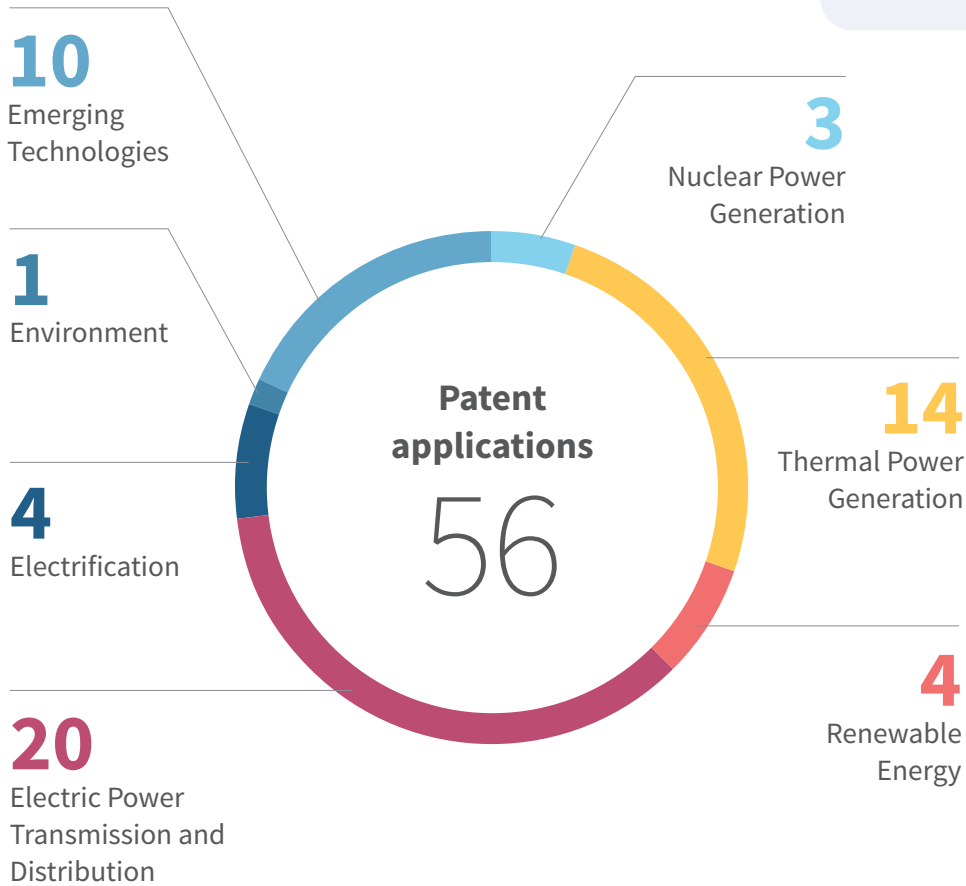 10
Emerging
Technologies
1
Environment
4
Electrification
20
Electric Power
Transmission and
Distribution
Patent
applications
56
3
Nuclear Power
Generation
14
Thermal Power
Generation
4
Renewable
Energy